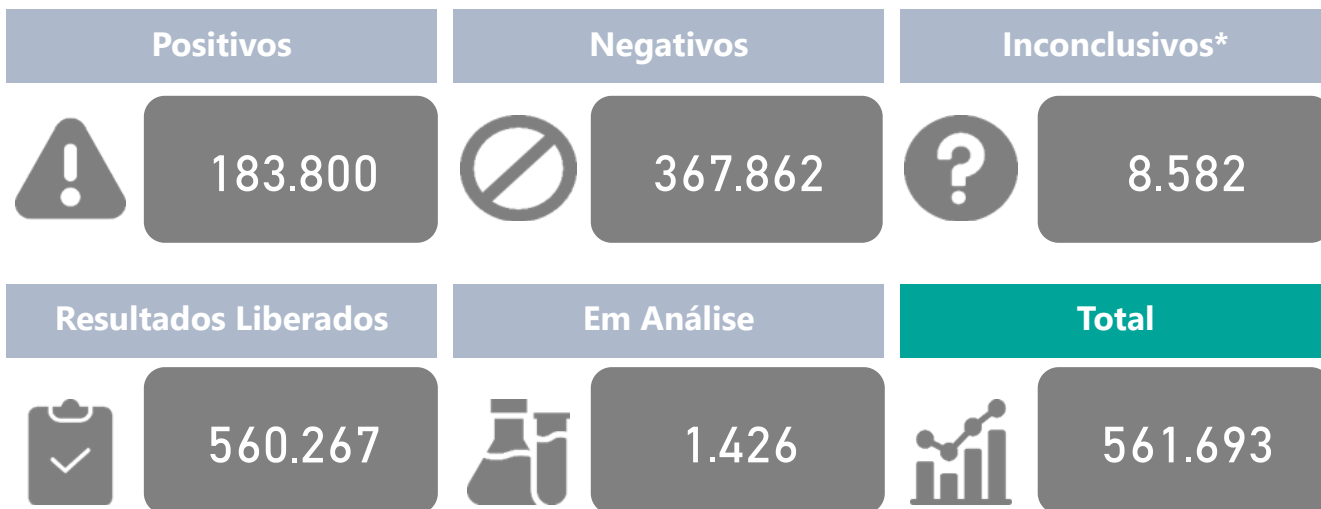 Positivos
Negativos
Inconclusivos*
183.800
367.862
8.582
Resultados Liberados
Em Análise
Total
560.267
1.426
561.693